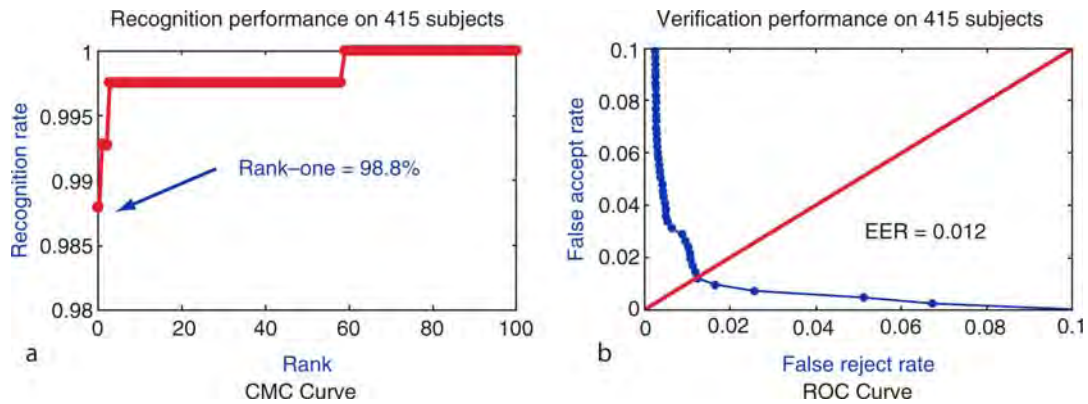 Recognition performance on 415 subjects
1
0.995
0.99
0.985
0.98
Recognition rate
Rank–one = 98.8%
0 20 40 60 80 100
a
Rank
CMC Curve
Verification performance on 415 subjects
0.1
0.08
0.06
0.04
0.02
0
False accept rate
EER = 0.012
0 0.02 0.04 0.06 0.08 0.1
b
False reject rate
ROC Curve